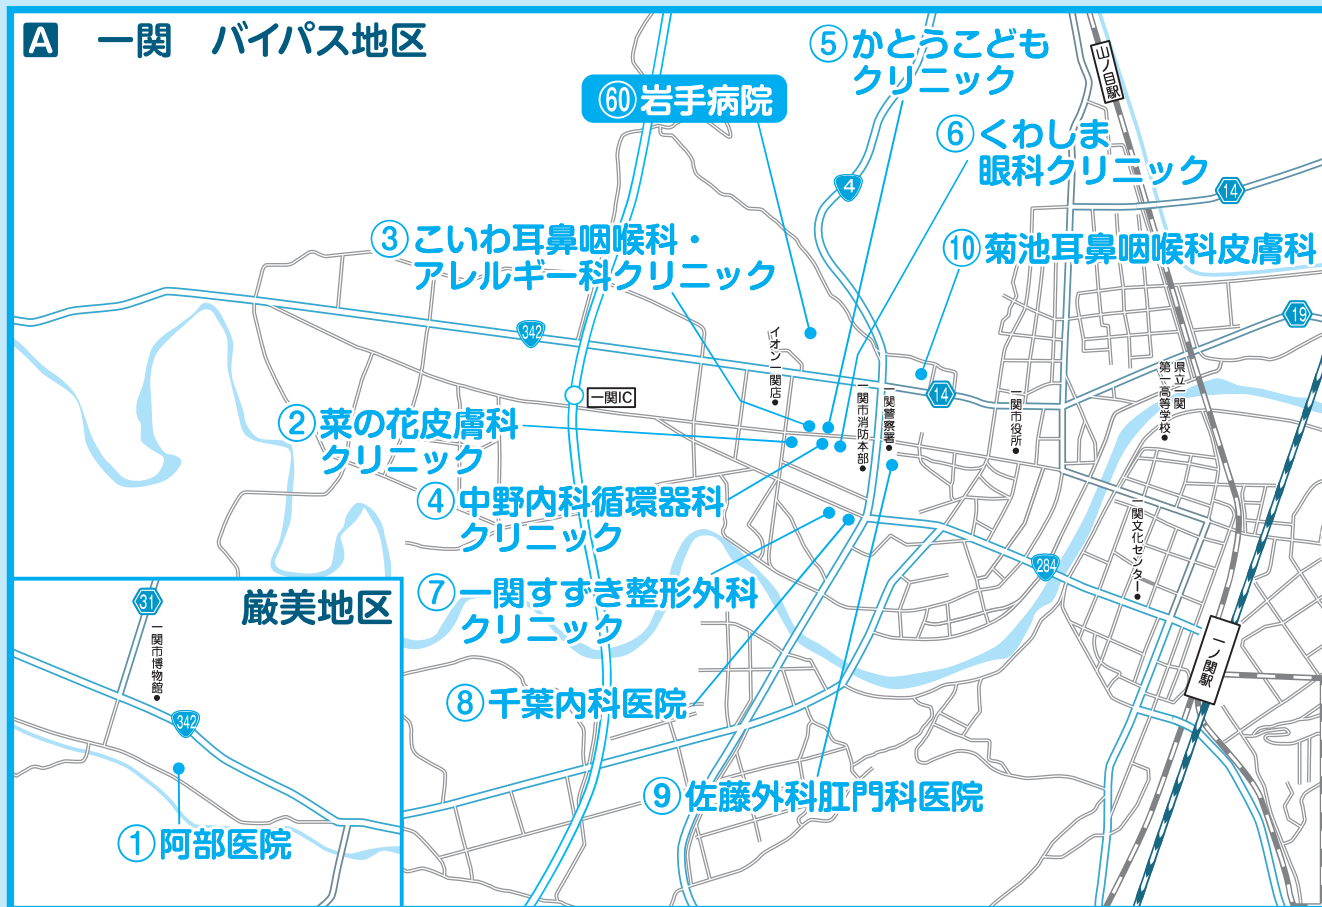 A 一関 バイパス地区
⑤かとうこども
クリニック
山ノ目駅
60岩手病院
⑥くわしま
眼科クリニック
4
14
③こいわ耳鼻咽喉科・
アレルギー科クリニック
⑩菊池耳鼻咽喉科皮膚科
342
イオン一関店
19
一関IC
14
一関市消防本部
一関警察署
一関市役所
県立一関
第一高等学校
②菜の花皮膚科
クリニック
④中野内科循環器科
クリニック
一関文化センター
284
⑦一関すずき整形外科
クリニック
一ノ関駅
⑧千葉内科医院
⑨佐藤外科肛門科医院
厳美地区
31
一関市博物館
342
①阿部医院